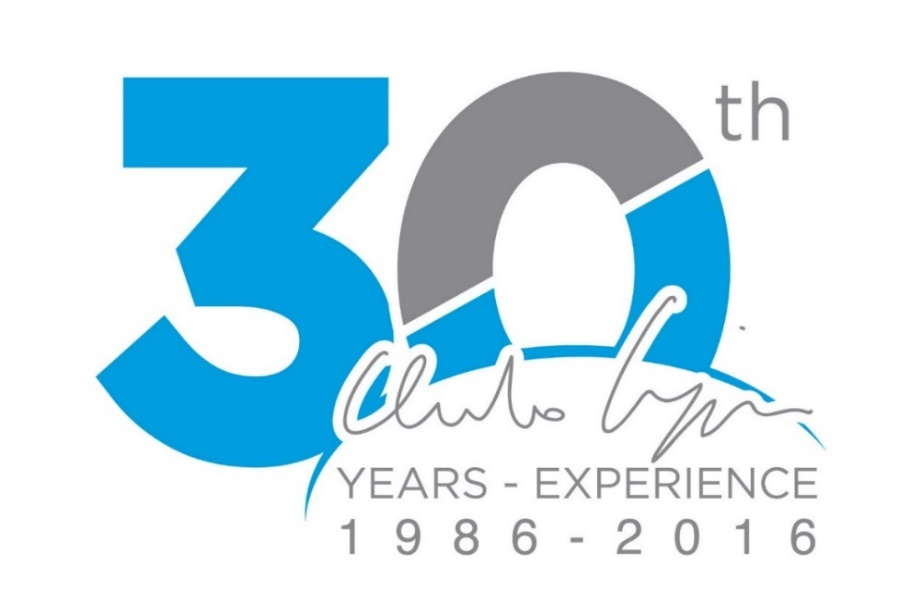 30th
YEARS - EXPERIENCE
1986-2016